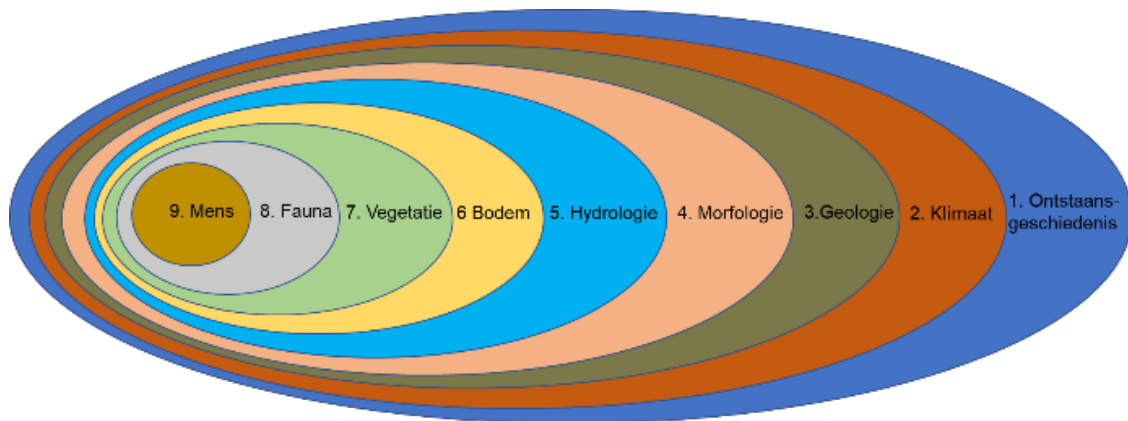 9. Mens
8. Fauna
7. Vegetatie
6 Bodem
5. Hydrologie
4. Morfologie
3.Geologie
2. Klimaat
1. Ontstaans-
geschiedenis